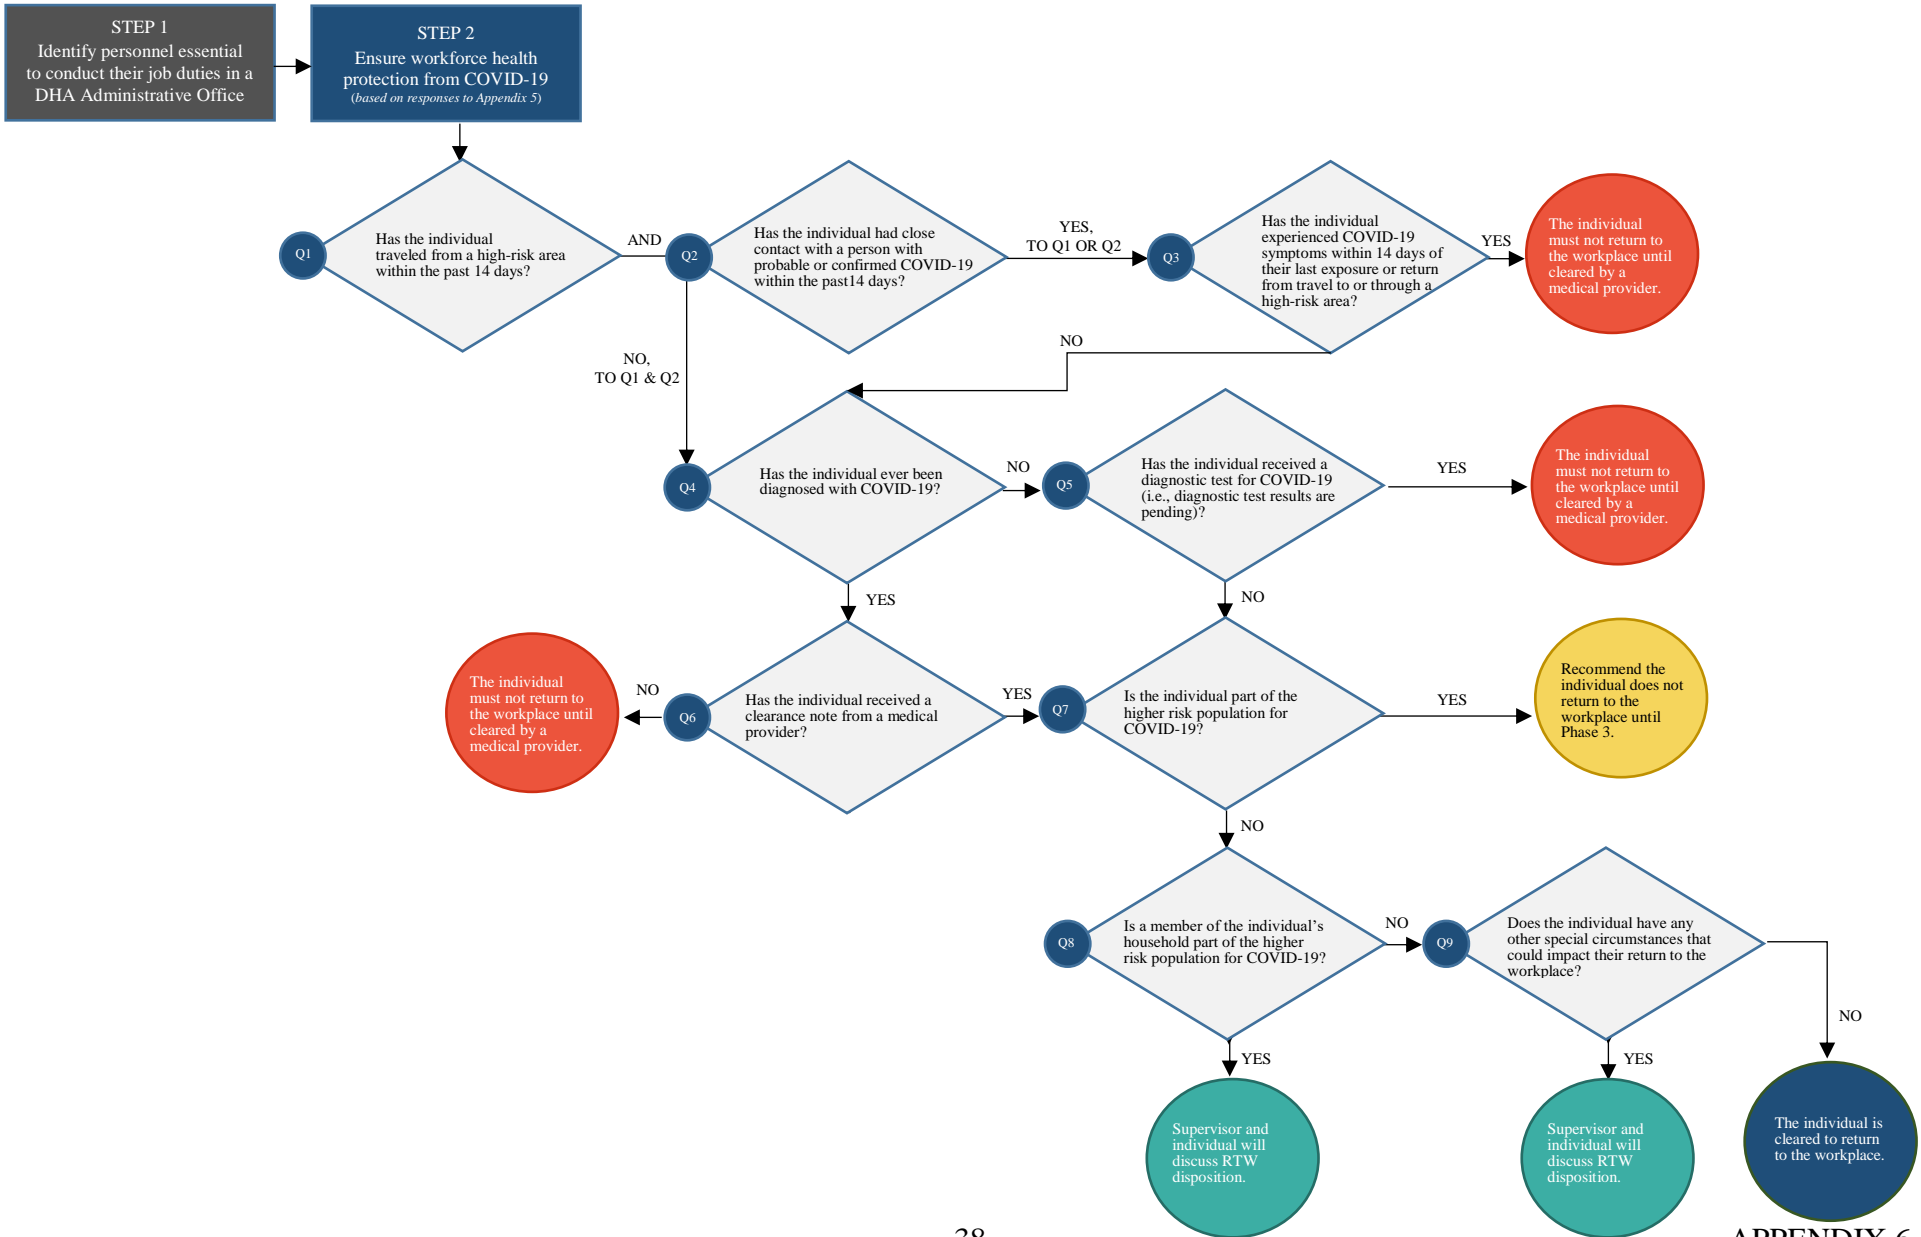 STEP 1
Identify personnel essential
to conduct their job duties in a
DHA Administrative Office
STEP 2
Ensure workforce health
protection from COVID-19
(based on responses to Appendix 5)
Q1
Has the individual
traveled from a high-risk area
within the past 14 days?
AND
Q2
Has the individual had close
contact with a person with
probable or confirmed COVID-19
within the past14 days?
YES,
TO Q1 OR Q2
Q3
Has the individual
experienced COVID-19
symptoms within 14 days of
their last exposure or return
from travel to or through a
high-risk area?
YES
The individual
must not return to
the workplace until
cleared by a
medical provider.
NO
NO,
TO Q1 & Q2
Q4
Has the individual ever been
diagnosed with COVID-19?
NO
Q5
Has the individual received a
diagnostic test for COVID-19
(i.e., diagnostic test results are
pending)?
YES
The individual
must not return to
the workplace until
cleared by a
medical provider.
YES
NO
The individual
must not return to
the workplace until
cleared by a
medical provider.
NO
Q6
Has the individual received a
clearance note from a medical
provider?
YES
Q7
Is the individual part of the
higher risk population for
COVID-19?
YES
Recommend the
individual does not
return to the
workplace until
Phase 3.
NO
Q8
Is a member of the individual's
household part of the higher
risk population for COVID-19?
NO
Q9
Does the individual have any
other special circumstances that
could impact their return to the
workplace?
NO
YES
YES
Supervisor and
individual will
discuss RTW
disposition.
Supervisor and
individual will
discuss RTW
disposition.
The individual is
cleared to return
to the workplace.
38
APPENDIX 6